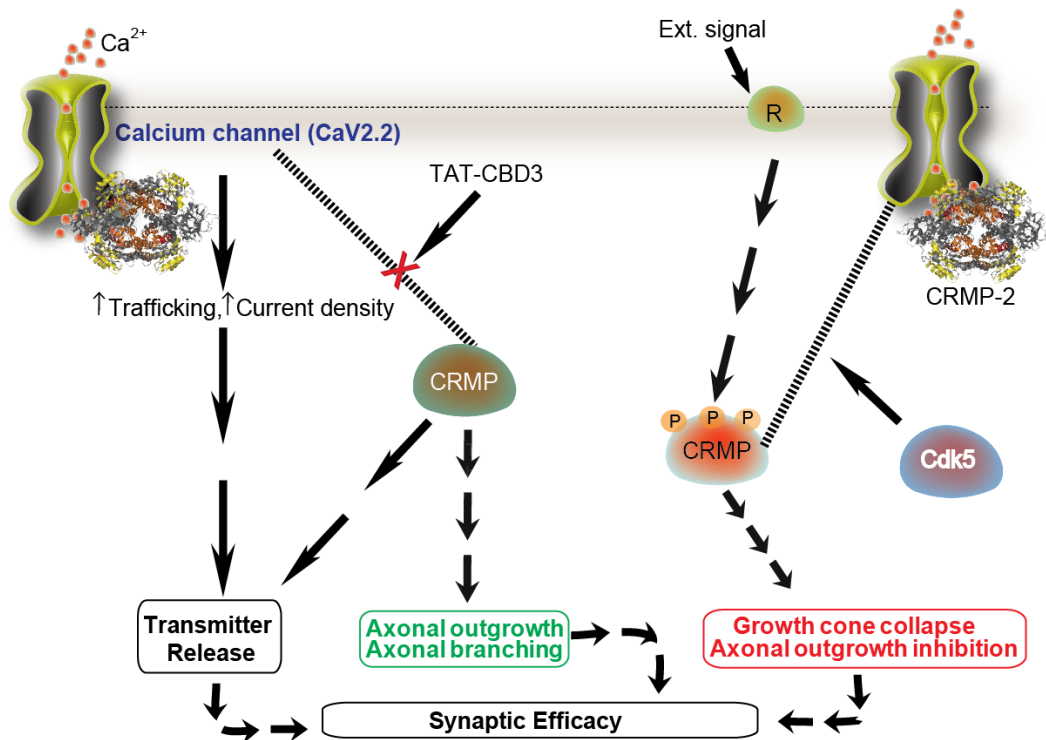 Ca²⁺
Ext. signal
R
Calcium channel (CaV2.2)
TAT-CBD3
CRMP-2
↑Trafficking,↑Current density
CRMP
P P P
CRMP
Cdk5
Transmitter
Release
Axonal outgrowth
Axonal branching
Growth cone collapse
Axonal outgrowth inhibition
Synaptic Efficacy